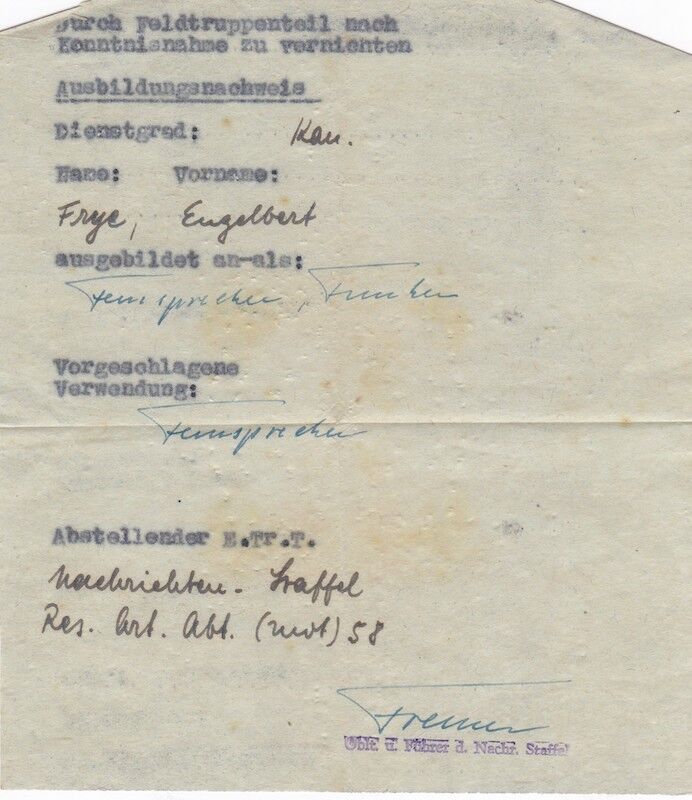 Durch Feldtruppenteil nach
Kenntnisnahme zu vernichten
Ausbildungsnachweis
Dienstgrad: Kan.
Name: Vorname:
Frye, Engelbert
ausgebildet an-als:
Fernsprecher, Funker
Vorgeschlagene
Verwendung:
Fernsprecher
Abstellender E.Tr.T.
Nachrichten-Staffel
Res. Art. Abt. (mot) 58
Oblt. u. Führer d. Nachr. Staffel